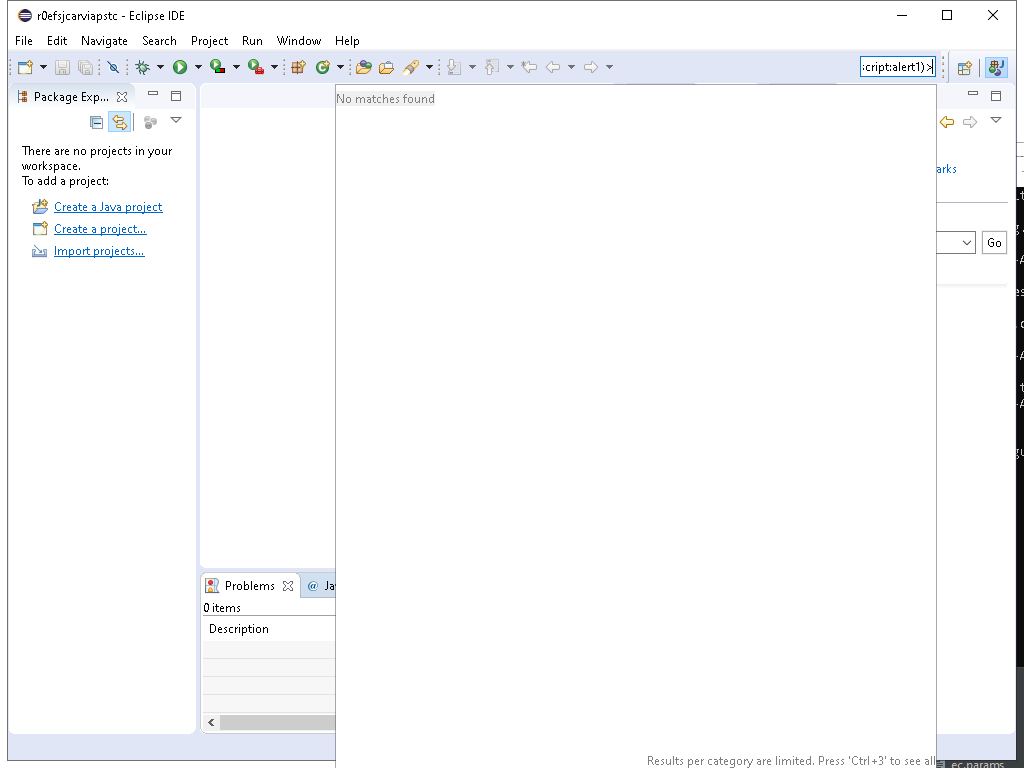 r0efsjcarviapstc - Eclipse IDE
File Edit Navigate Search Project Run Window Help
:cript:alert1)>
Package Exp...
No matches found
There are no projects in your
workspace.
To add a project:
arks
Create a Java project
Create a project...
Go
Import projects...
Problems
@ Ja
0 items
Description
Results per category are limited. Press 'Ctrl+3' to see all
ec.params